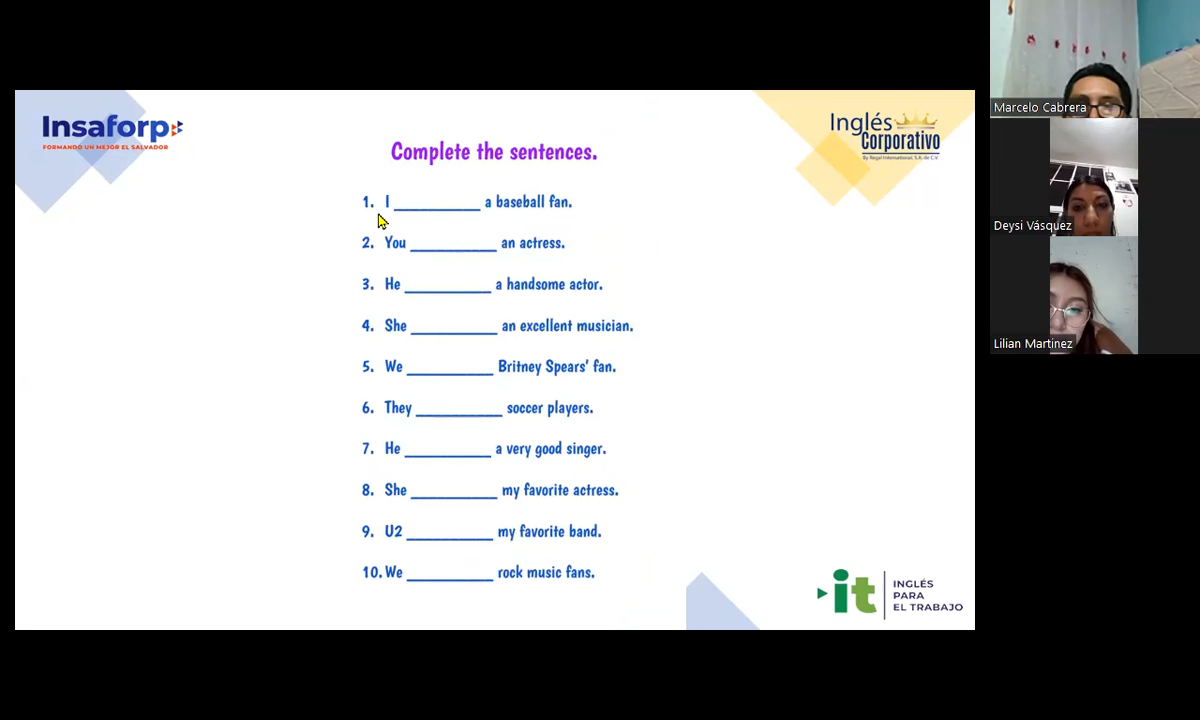 Insaforp
FORMANDO UN MEJOR EL SALVADOR
Inglés
Corporativo
By Regal International, S.A. de C.V.
Complete the sentences.
1. I __________ a baseball fan.
2. You __________ an actress.
3. He __________ a handsome actor.
4. She __________ an excellent musician.
5. We __________ Britney Spears' fan.
6. They __________ soccer players.
7. He __________ a very good singer.
8. She __________ my favorite actress.
9. U2 __________ my favorite band.
10. We __________ rock music fans.
it
INGLÉS
PARA
EL TRABAJO
Marcelo Cabrera
Deysi Vásquez
Lilian Martinez